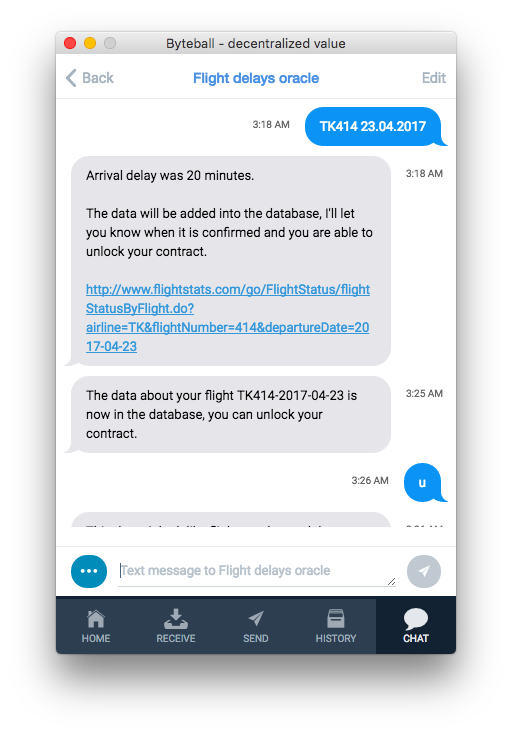 Byteball - decentralized value
Back
Flight delays oracle
Edit
3:18 AM
TK414 23.04.2017
Arrival delay was 20 minutes.
3:18 AM
The data will be added into the database, I'll let
you know when it is confirmed and you are able to
unlock your contract.
http://www.flightstats.com/go/FlightStatus/flight
StatusByFlight.do?
airline=TK&flightNumber=414&departureDate=20
17-04-23
The data about your flight TK414-2017-04-23 is
now in the database, you can unlock your
contract.
3:25 AM
3:26 AM
u
Text message to Flight delays oracle
HOME
RECEIVE
SEND
HISTORY
CHAT